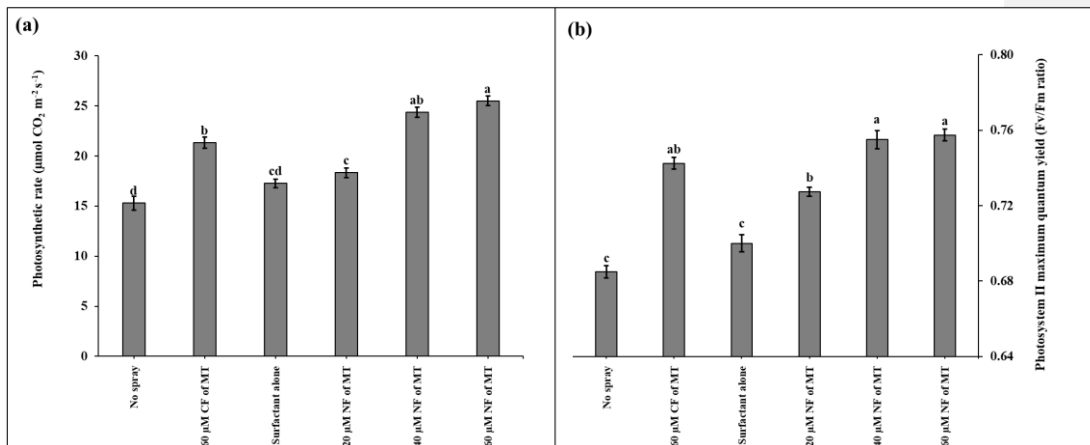 (a)
Photosynthetic rate (μmol CO₂ m⁻² s⁻¹)
30
25
20
15
10
5
0
d
b
cd
c
ab
a
No spray
60 μM CF of MT
Surfactant alone
20 μM NF of MT
40 μM NF of MT
60 μM NF of MT
(b)
c
ab
c
b
a
a
No spray
60 μM CF of MT
Surfactant alone
20 μM NF of MT
40 μM NF of MT
60 μM NF of MT
0.80
0.76
0.72
0.68
0.64
Photosystem II maximum quantum yield (Fv/Fm ratio)